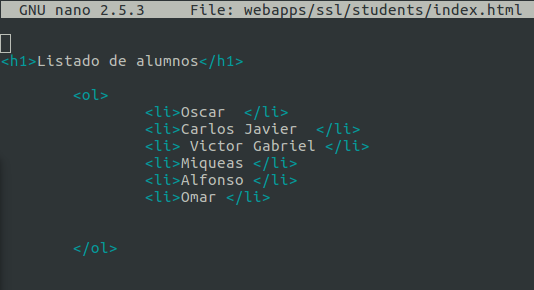 GNU nano 2.5.3 File: webapps/ssl/students/index.html
<h1>Listado de alumnos</h1>
<ol>
<li>Oscar  </li>
<li>Carlos Javier  </li>
<li> Victor Gabriel </li>
<li>Miqueas </li>
<li>Alfonso </li>
<li>Omar </li>
</ol>